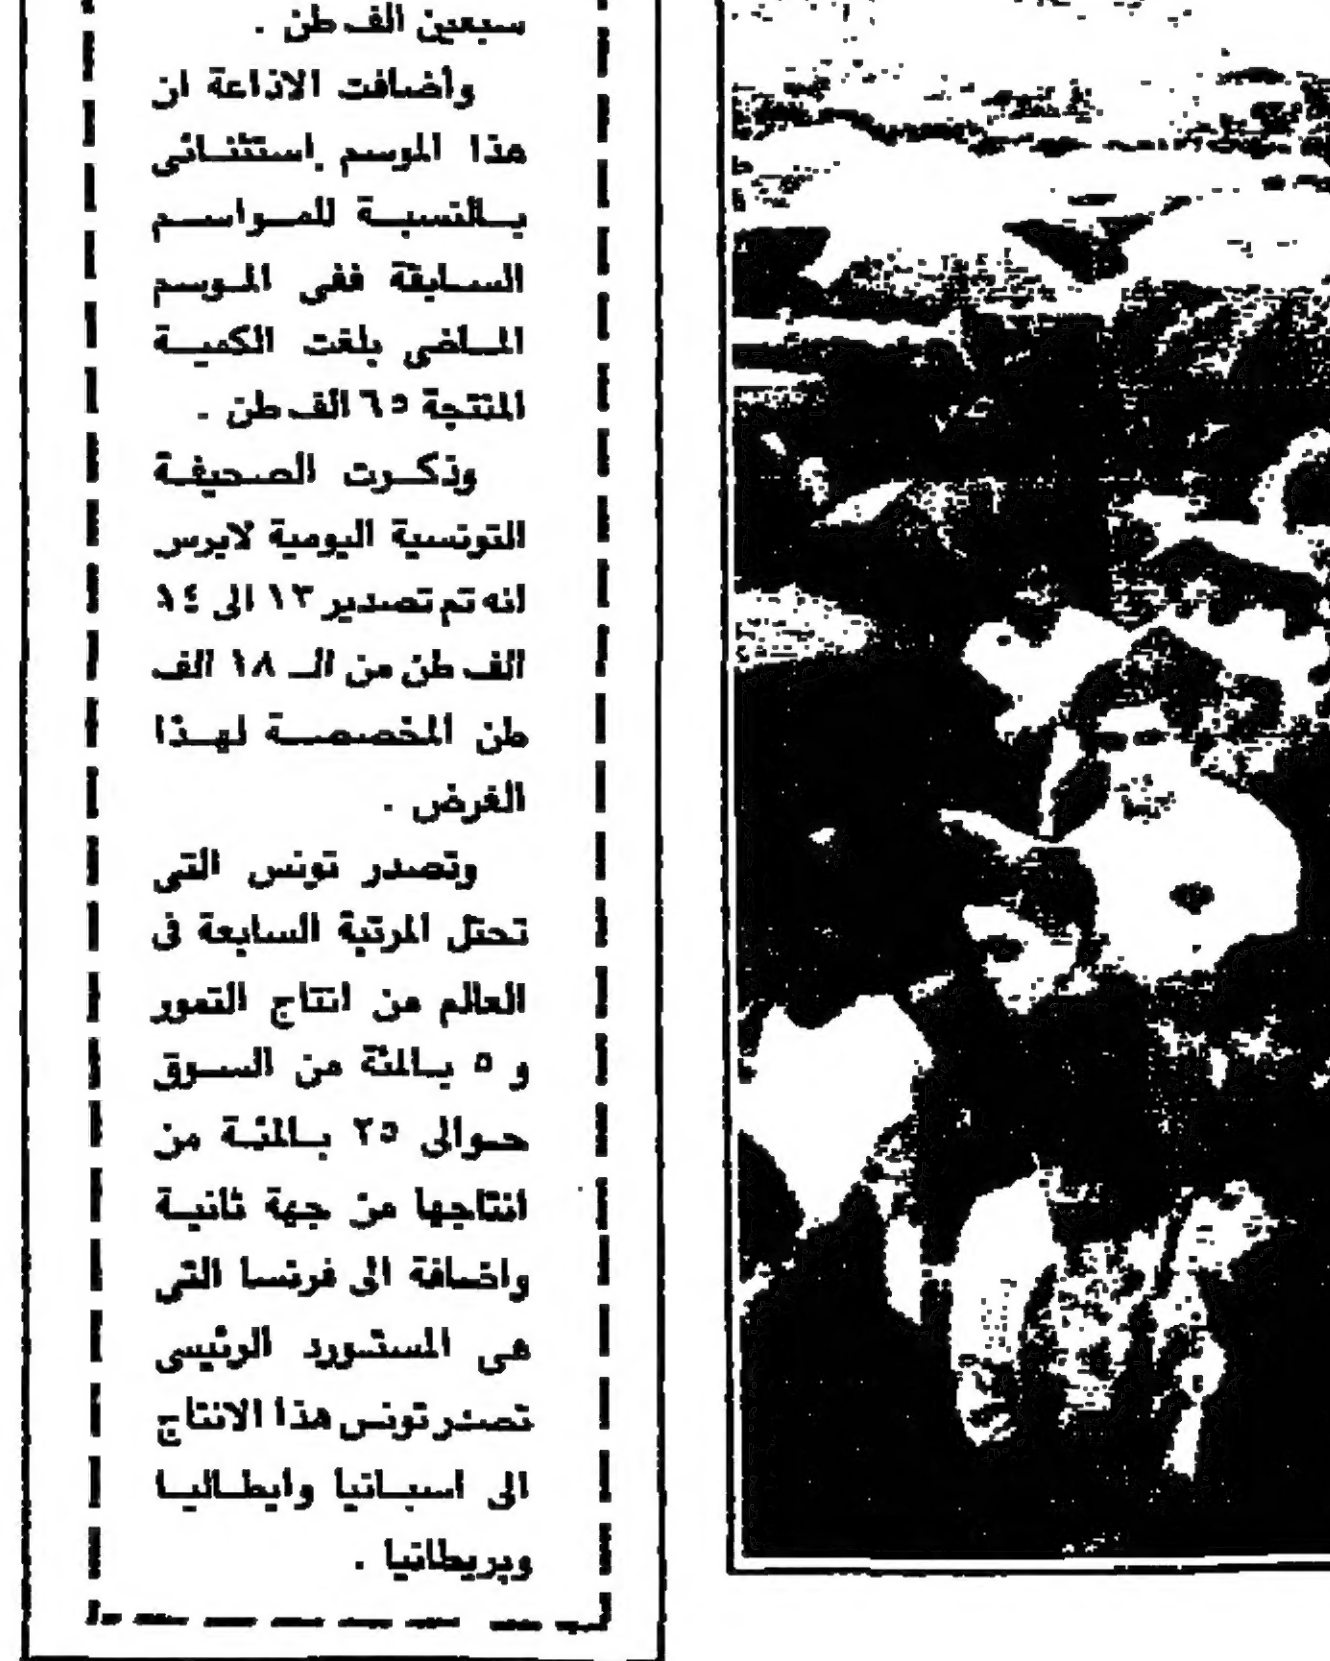 سبعين الف طن .
وأضافت الاذاعة ان
هذا الموسم استثنائى
بالنسبة للمواسم
السابقة ففى الموسم
الماضى بلغت الكمية
المنتجة ٦٥ الف طن .
وذكرت الصحيفة
التونسية اليومية لابرس
انه تم تصدير ١٣ الى ١٤
الف طن من الـ ١٨ الف
طن المخصصة لهذا
الغرض .
وتصدر تونس التى
تحتل المرتبة السابعة فى
العالم من انتاج التمور
و ٥ بالمئة من السوق
حوالى ٢٥ بالمئة من
انتاجها من جهة ثانية
واضافة الى فرنسا التى
هى المستورد الرئيسى
تصدر تونس هذا الانتاج
الى اسبانيا وايطاليا
وبريطانيا .